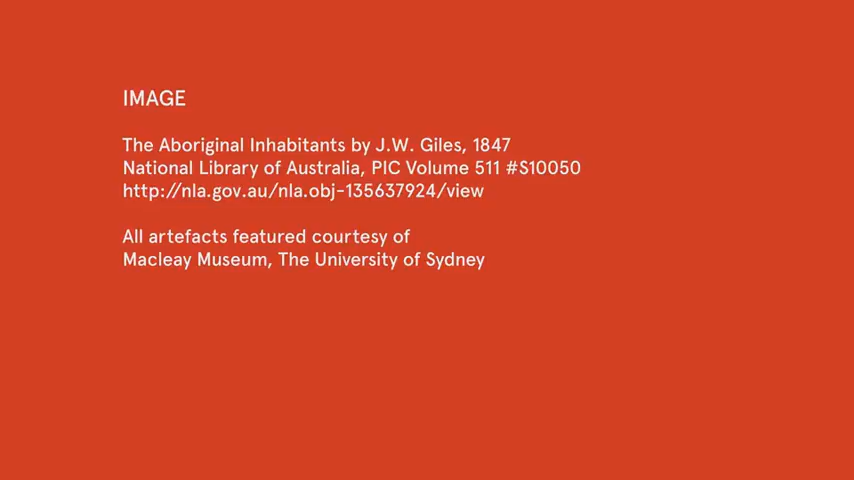 IMAGE
The Aboriginal Inhabitants by J.W. Giles, 1847
National Library of Australia, PIC Volume 511 #S10050
http://nla.gov.au/nla.obj-135637924/view
All artefacts featured courtesy of
Macleay Museum, The University of Sydney